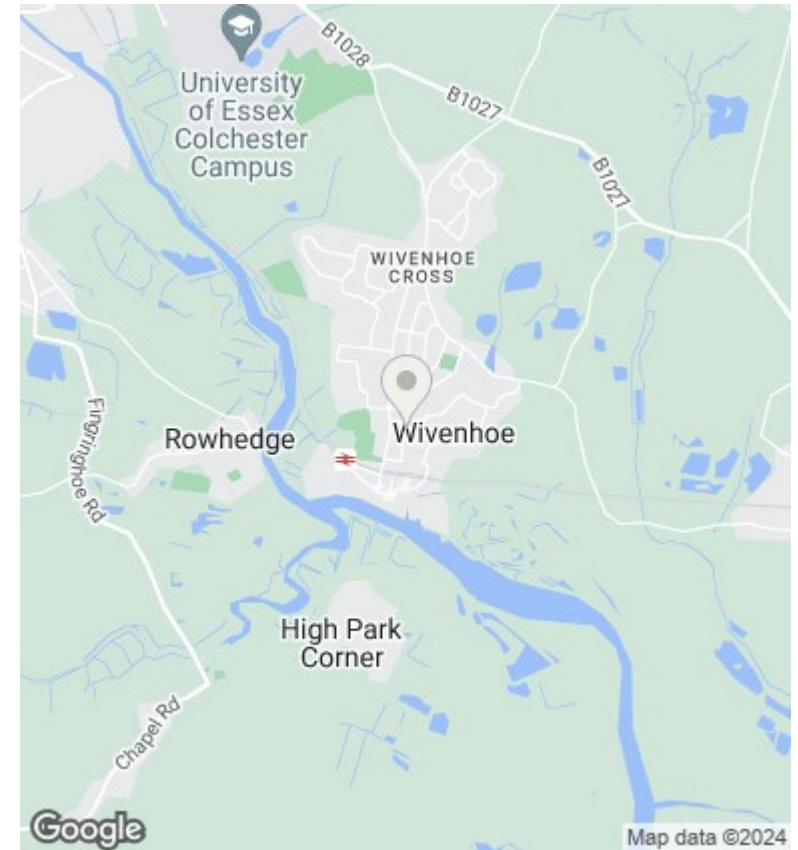 B1028
University
of Essex
Colchester
Campus
B1027
B1027
WIVENHOE
CROSS
Rowhedge
Wivenhoe
Fingringhoe Rd
High Park
Corner
Chapel Rd
Google
Map data ©2024